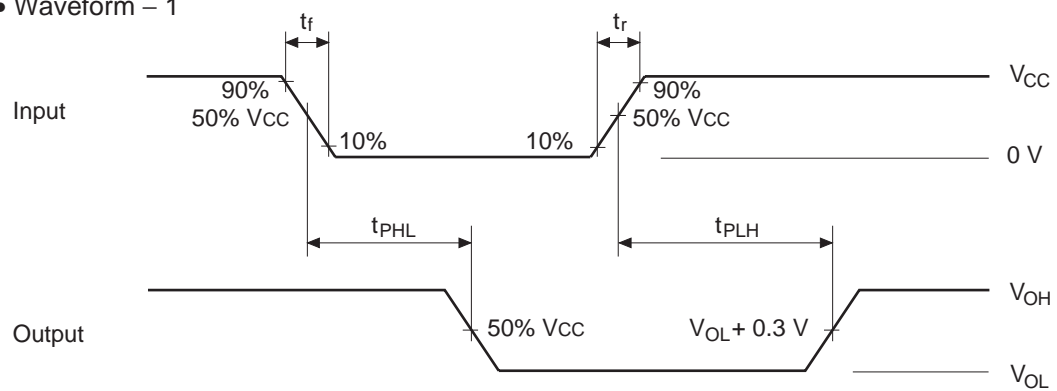 • Waveform – 1
tf
tr
90%
90%
VCC
Input
50% VCC
50% VCC
10%
10%
0 V
tPHL
tPLH
VOH
Output
50% VCC
VOL + 0.3 V
VOL